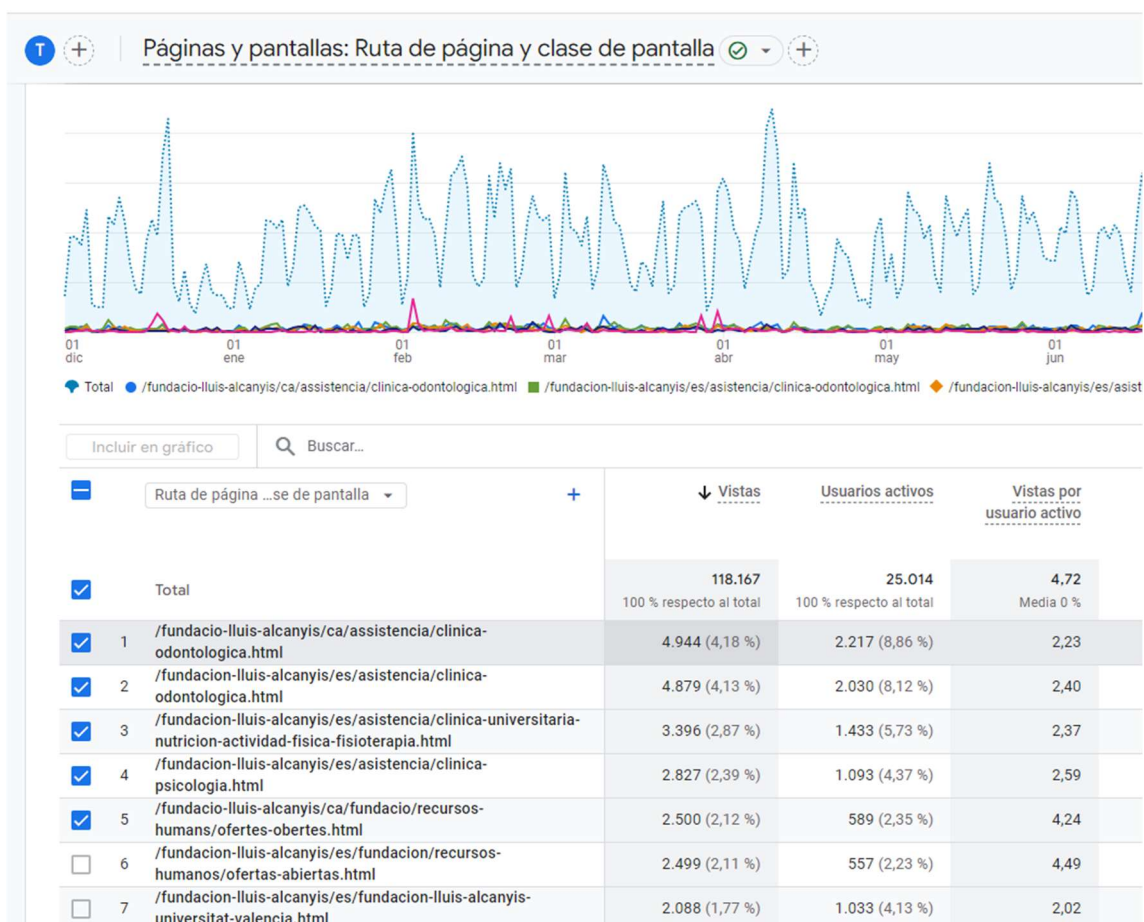 T
Páginas y pantallas: Ruta de página y clase de pantalla
01 01 01 01 01 01 01
dic ene feb mar abr may jun
Total /fundacio-lluis-alcanyis/ca/assistencia/clinica-odontologica.html /fundacion-lluis-alcanyis/es/asistencia/clinica-odontologica.html /fundacion-lluis-alcanyis/es/asist
Incluir en gráfico Buscar...
Ruta de página ...se de pantalla + Vistas Usuarios activos Vistas por
usuario activo
Total 118.167 25.014 4,72
100 % respecto al total 100 % respecto al total Media 0 %
1 /fundacio-lluis-alcanyis/ca/assistencia/clinica-
odontologica.html 4.944 (4,18 %) 2.217 (8,86 %) 2,23
2 /fundacion-lluis-alcanyis/es/asistencia/clinica-
odontologica.html 4.879 (4,13 %) 2.030 (8,12 %) 2,40
3 /fundacion-lluis-alcanyis/es/asistencia/clinica-universitaria-
nutricion-actividad-fisica-fisioterapia.html 3.396 (2,87 %) 1.433 (5,73 %) 2,37
4 /fundacion-lluis-alcanyis/es/asistencia/clinica-
psicologia.html 2.827 (2,39 %) 1.093 (4,37 %) 2,59
5 /fundacio-lluis-alcanyis/ca/fundacio/recursos-
humans/ofertes-obertes.html 2.500 (2,12 %) 589 (2,35 %) 4,24
6 /fundacion-lluis-alcanyis/es/fundacion/recursos-
humanos/ofertas-abiertas.html 2.499 (2,11 %) 557 (2,23 %) 4,49
7 /fundacion-lluis-alcanyis/es/fundacion-lluis-alcanyis-
universitat-valencia.html 2.088 (1,77 %) 1.033 (4,13 %) 2,02